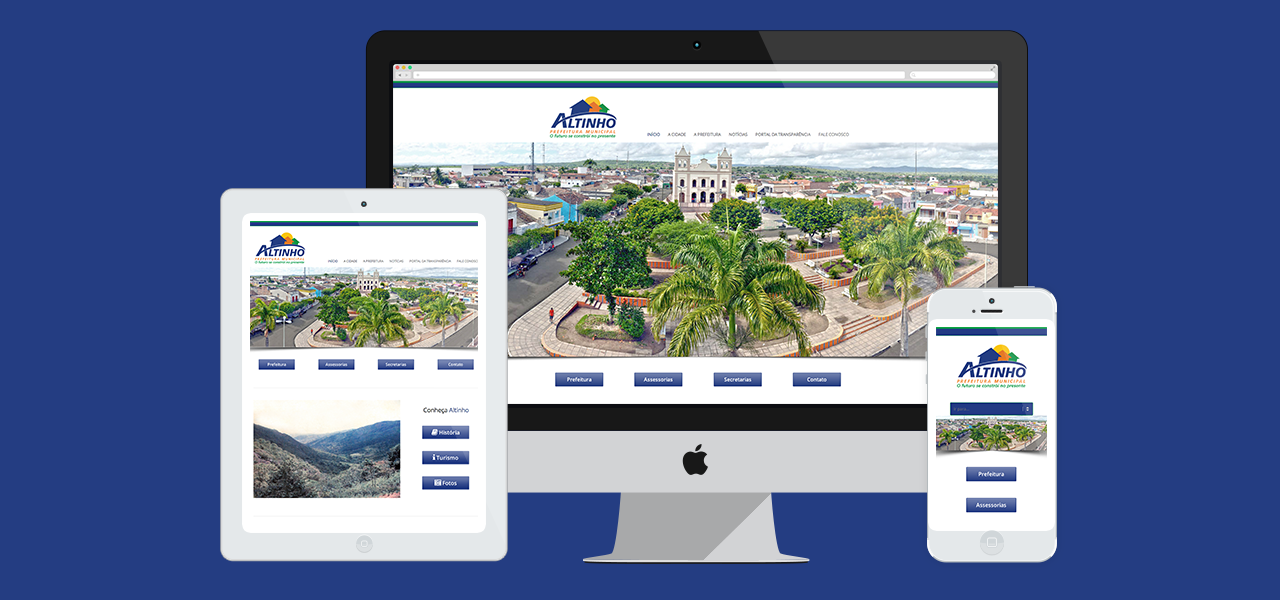 ALTINHO
PREFEITURA MUNICIPAL
O futuro se constrói no presente
INÍCIO A CIDADE A PREFEITURA NOTÍCIAS PORTAL DA TRANSPARÊNCIA FALE CONOSCO
Prefeitura Assessorias Secretarias Contato
ALTINHO
PREFEITURA MUNICIPAL
O futuro se constrói no presente
INÍCIO A CIDADE A PREFEITURA NOTÍCIAS PORTAL DA TRANSPARÊNCIA FALE CONOSCO
Prefeitura Assessorias Secretarias Contato
Conheça Altinho
História
Turismo
Fotos
ALTINHO
PREFEITURA MUNICIPAL
O futuro se constrói no presente
Prefeitura
Assessorias